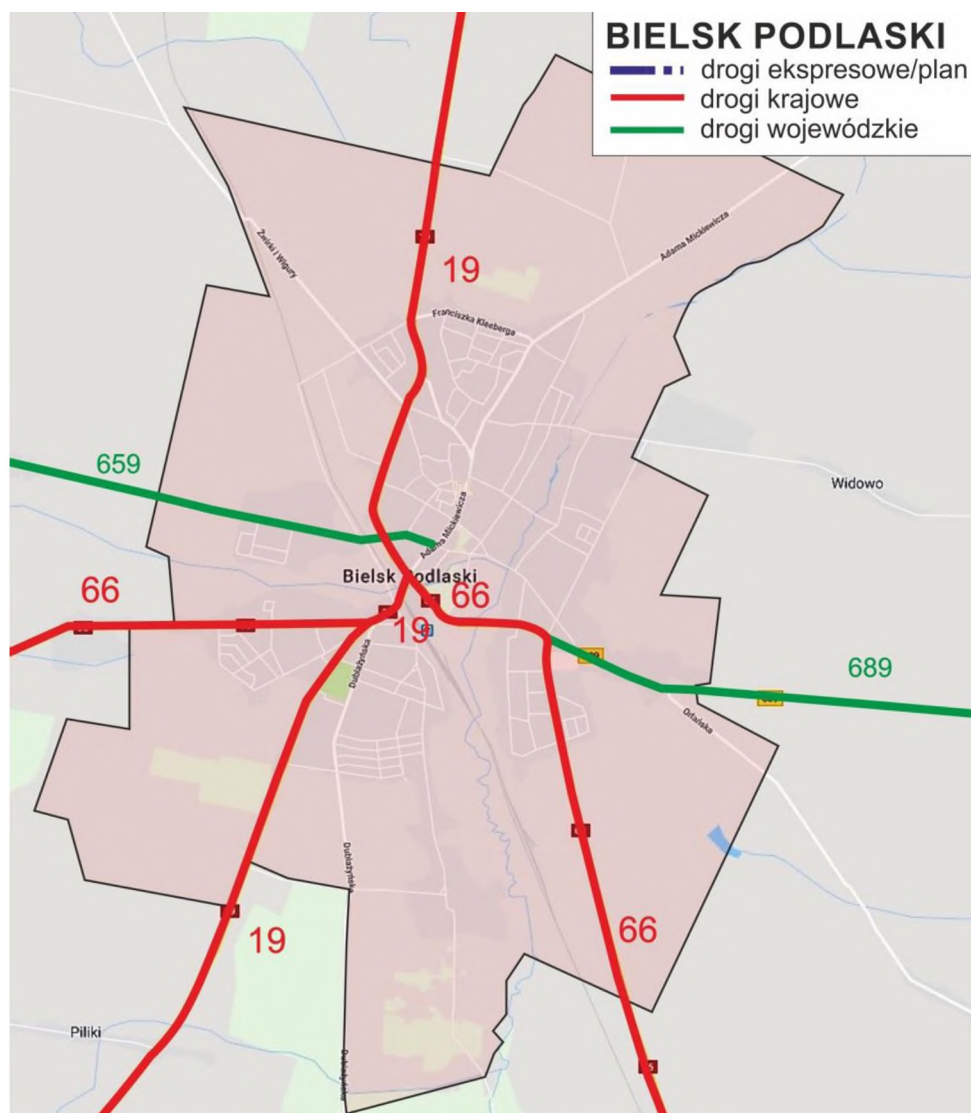 BIELSK PODLASKI
drogi ekspresowe/plan
drogi krajowe
drogi wojewódzkie
Adama Mickiewicza
Żwirki i Wigury
19
Franciszka Kleeberga
659
Widowo
Adama Mickiewicza
Bielsk Podlaski
66
66
19
Dubiażyńska
689
Orlańska
Dubiażyńska
66
19
Piliki
Dubiażyńska